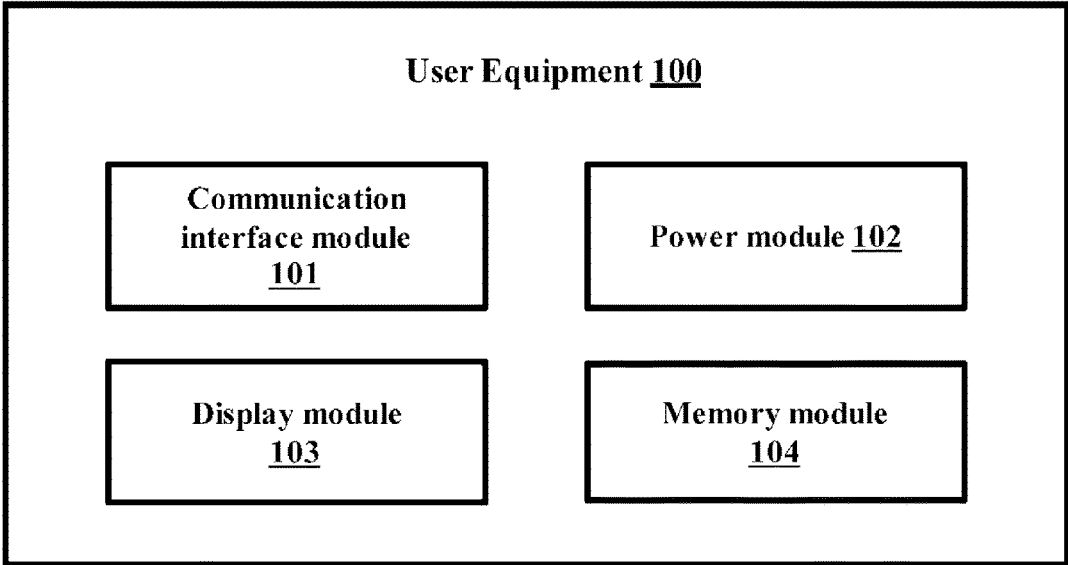 User Equipment 100
Communication
interface module
101
Power module 102
Display module
103
Memory module
104